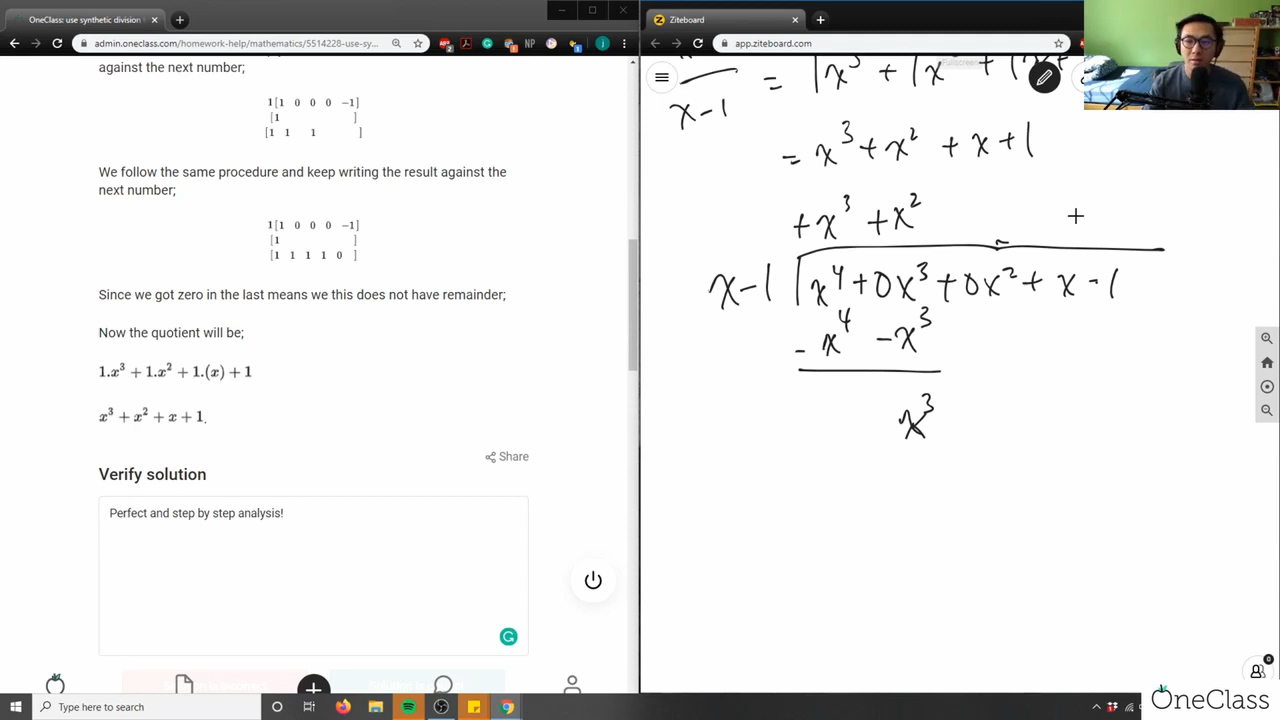 OneClass: use synthetic division t
Ziteboard
admin.oneclass.com/homework-help/mathematics/5514228-use-sy...
NP
app.ziteboard.com
against the next number;
1[1 0 0 0 −1]
[1 ]
[1 1 1 ]
We follow the same procedure and keep writing the result against the
next number;
1[1 0 0 0 −1]
[1 ]
[1 1 1 1 0 ]
Since we got zero in the last means we this does not have remainder;
Now the quotient will be;
1.x³ + 1.x² + 1.(x) + 1
x³ + x² + x + 1.
Share
Verify solution
Perfect and step by step analysis!
x-1
= x³ + x² + x + 1
+x³ +x²
x-1 x⁴ + 0x³ + 0x² + x - 1
- x⁴ - x³
x³
Type here to search
OneClass